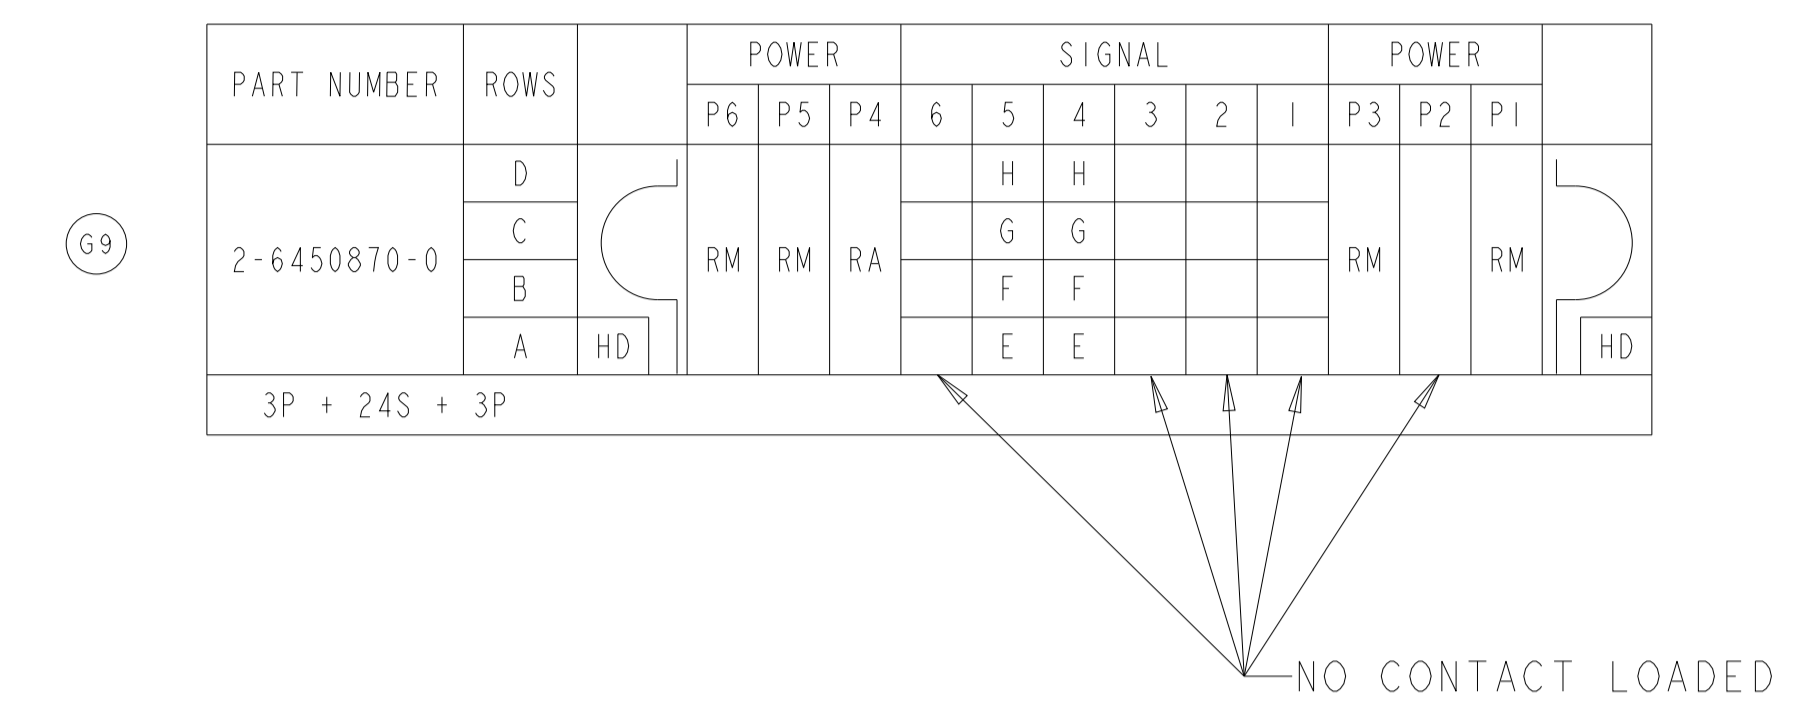 POWER SIGNAL POWER
PART NUMBER ROWS
P6 P5 P4 6 5 4 3 2 1 P3 P2 P1
D H H
C G G
G9
2-6450870-0 RM RM RA RM RM
B F F
A HD E E HD
3P + 24S + 3P
NO CONTACT LOADED